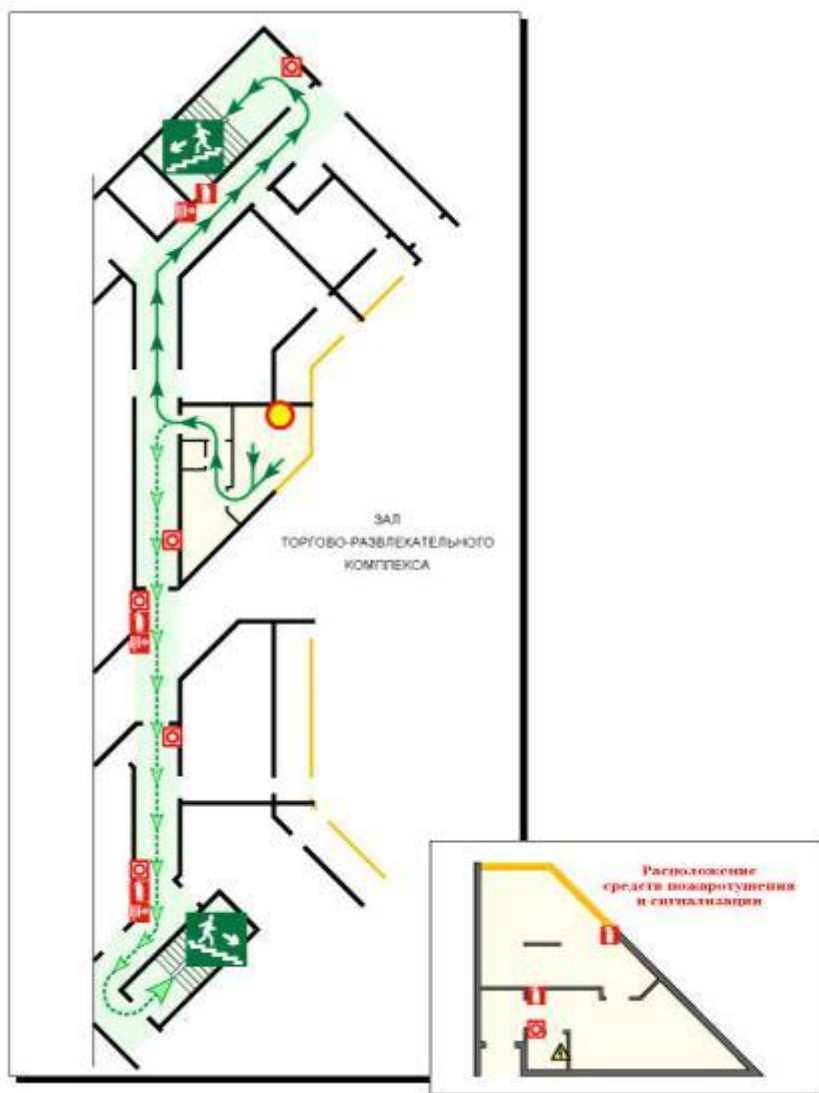 ЗАЛ
ТОРГОВО-РАЗВЛЕКАТЕЛЬНОГО
КОМПЛЕКСА
Расположение
средств пожаротушения
и сигнализации